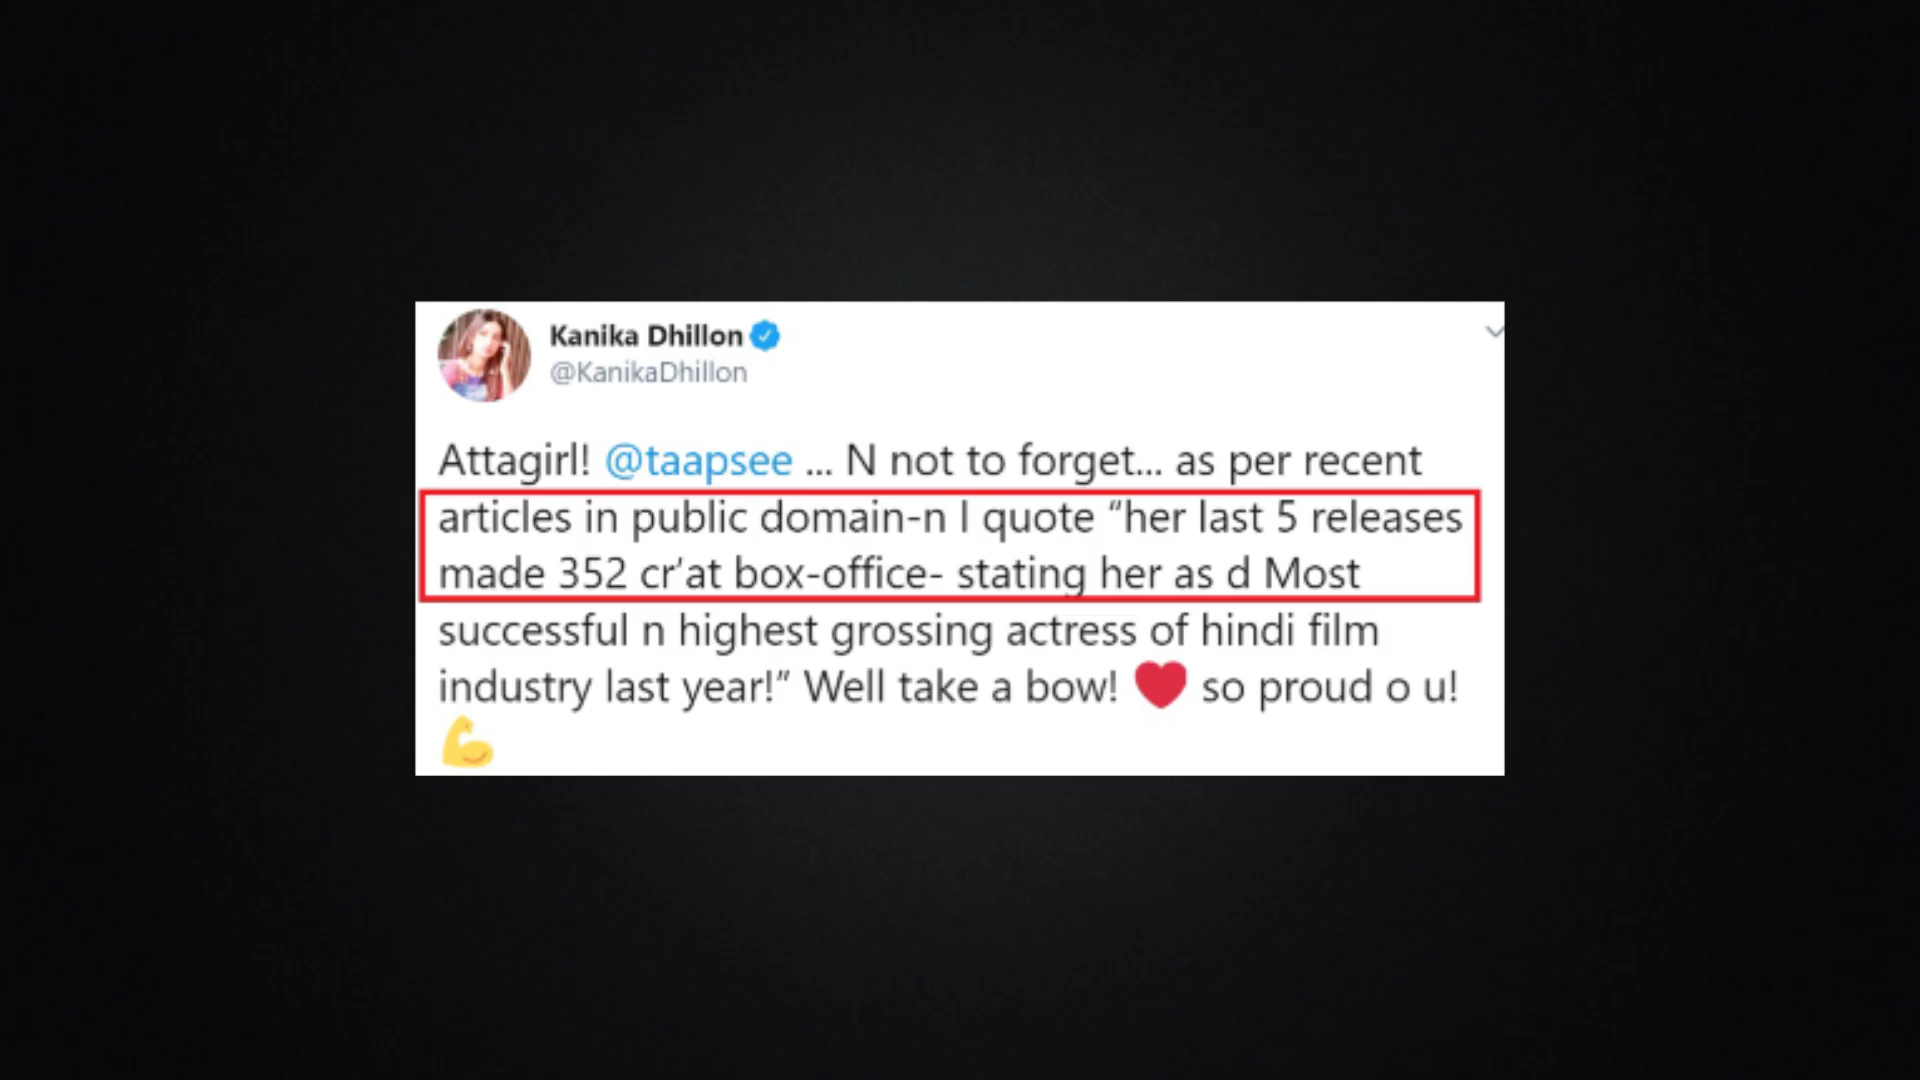 Kanika Dhillon
@KanikaDhillon
Attagirl! @taapsee ... N not to forget... as per recent
articles in public domain-n I quote “her last 5 releases
made 352 cr’at box-office- stating her as d Most
successful n highest grossing actress of hindi film
industry last year!” Well take a bow! ❤️ so proud o u!
💪